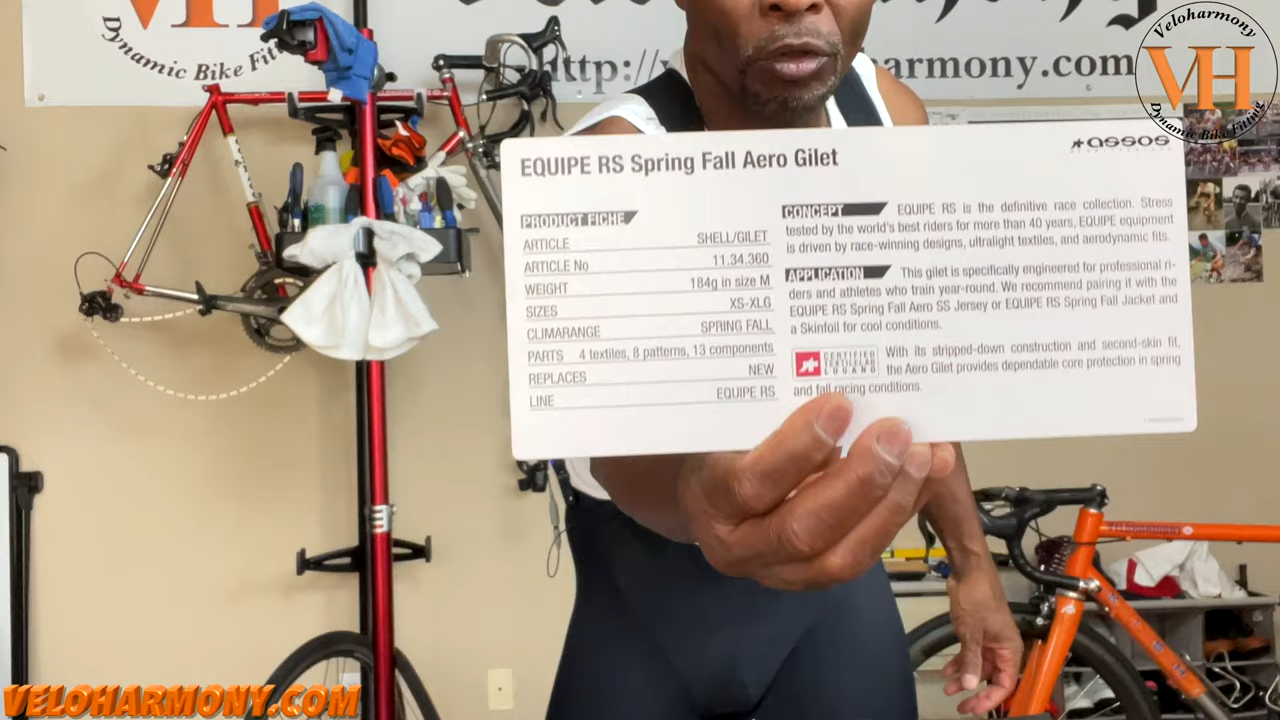 VH
Dynamic Bike Fitting
http://
armony.com
Veloharmony
VH
Dynamic Bike Fitting
assos
EQUIPE RS Spring Fall Aero Gilet
PRODUCT FICHE
ARTICLE SHELL/GILET
ARTICLE No 11.34.360
WEIGHT 184g in size M
SIZES XS-XLG
CLIMARANGE SPRING FALL
PARTS 4 textiles, 8 patterns, 13 components
REPLACES NEW
LINE EQUIPE RS
CONCEPT EQUIPE RS is the definitive race collection. Stress
tested by the world's best riders for more than 40 years, EQUIPE equipment
is driven by race-winning designs, ultralight textiles, and aerodynamic fits.
APPLICATION This gilet is specifically engineered for professional ri-
ders and athletes who train year-round. We recommend pairing it with the
EQUIPE RS Spring Fall Aero SS Jersey or EQUIPE RS Spring Fall Jacket and
a Skinfoil for cool conditions.
With its stripped-down construction and second-skin fit,
the Aero Gilet provides dependable core protection in spring
and fall racing conditions.
VELOHARMONY
VELOHARMONY.COM